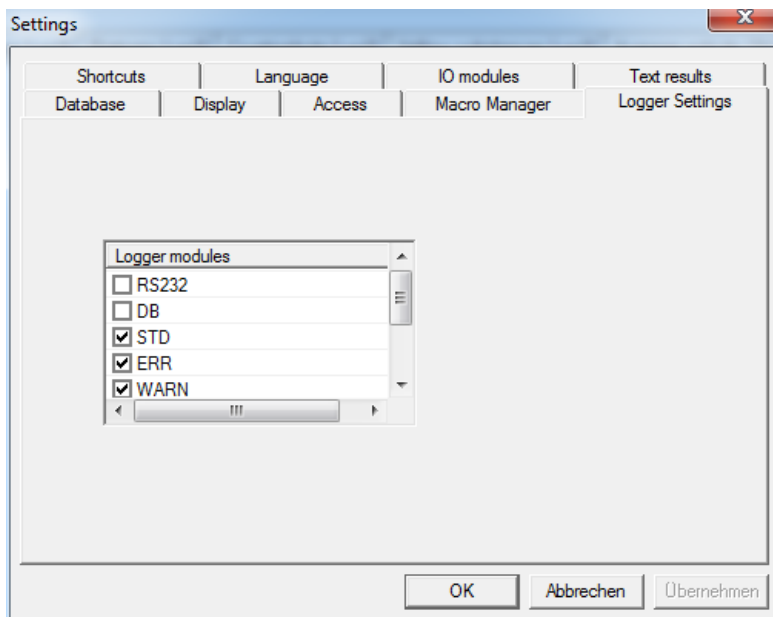 Settings
Shortcuts Language IO modules Text results
Database Display Access Macro Manager Logger Settings
Logger modules
RS232
DB
STD
ERR
WARN
OK Abbrechen Übernehmen